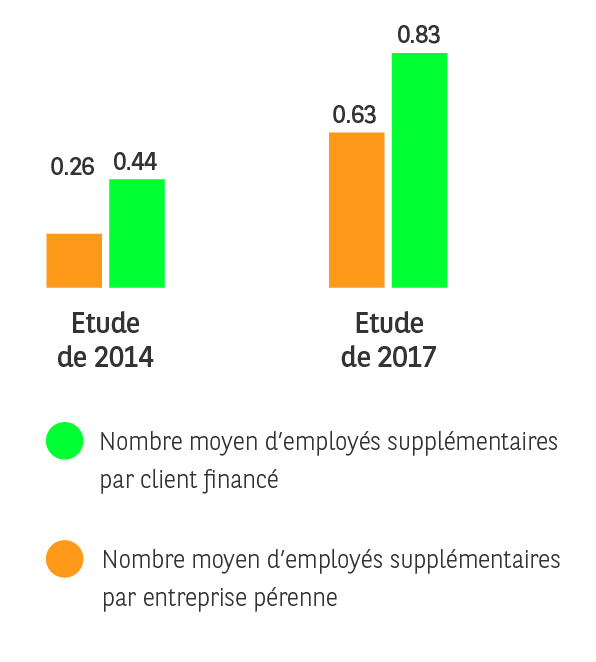 0.83
0.63
0.26 0.44
Etude Etude
de 2014 de 2017
Nombre moyen d’employés supplémentaires
par client financé
Nombre moyen d’employés supplémentaires
par entreprise pérenne